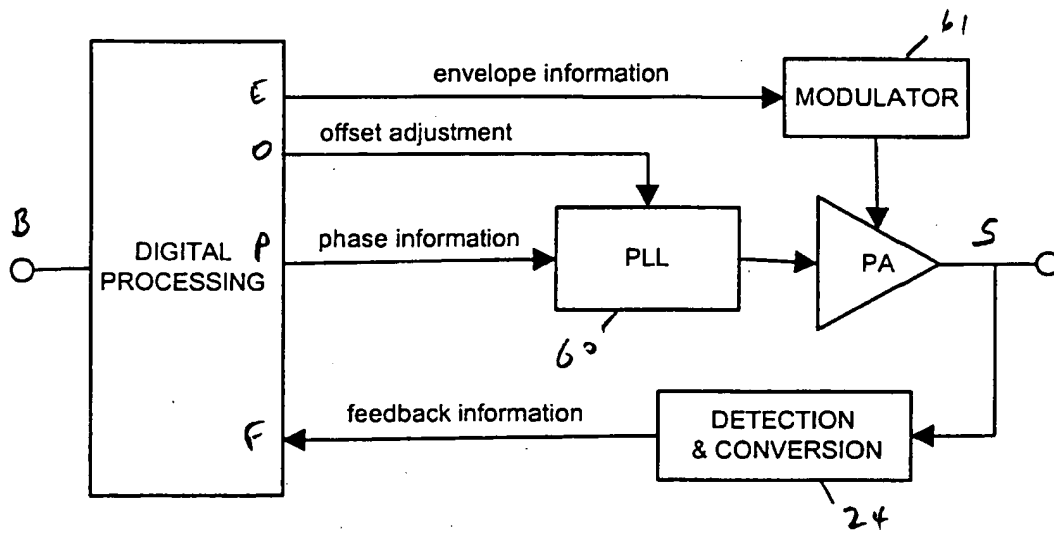 61
E
envelope information
MODULATOR
O
offset adjustment
B
P
phase information
DIGITAL
PROCESSING
PLL
PA
S
60
F
feedback information
DETECTION
& CONVERSION
24